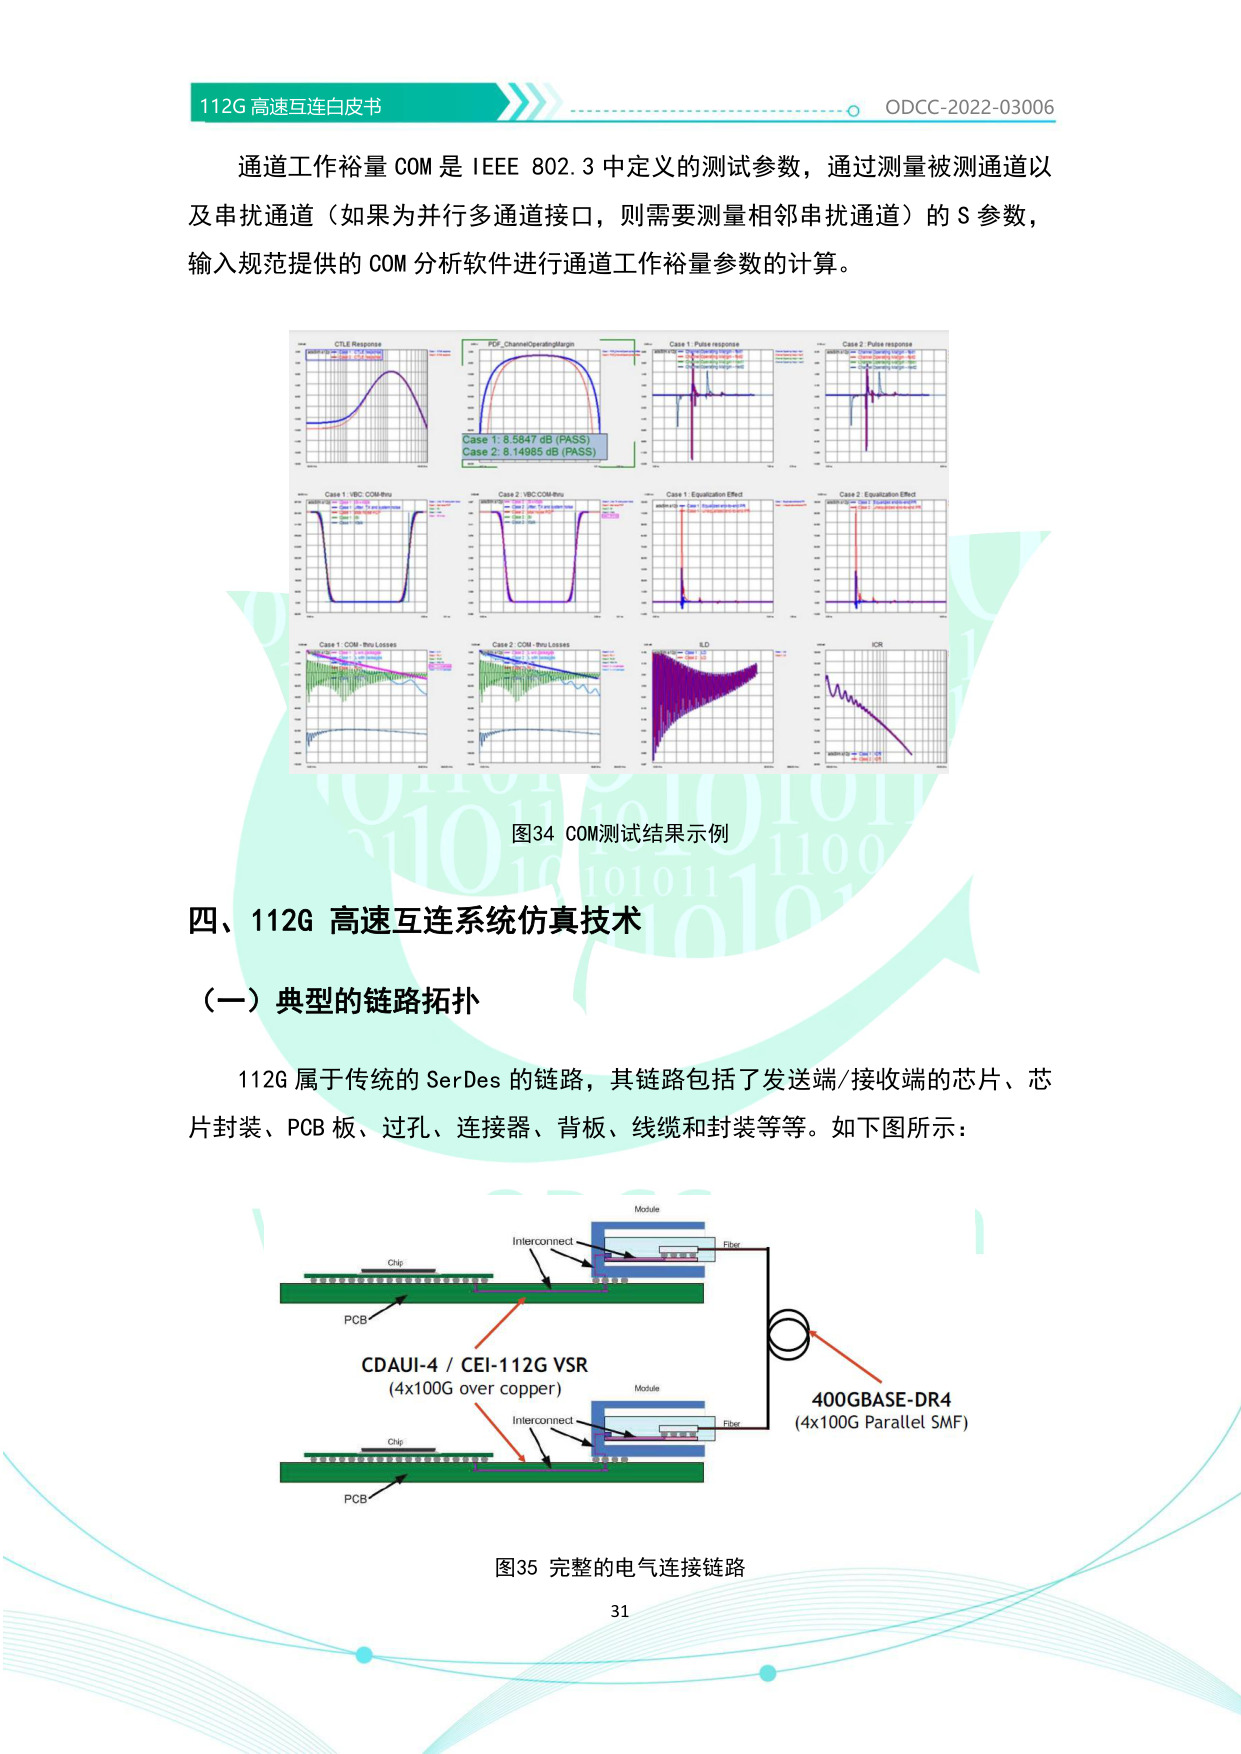 112G 高速互连白皮书
ODCC-2022-03006
通道工作裕量 COM 是 IEEE 802.3 中定义的测试参数，通过测量被测通道以
及串扰通道（如果为并行多通道接口，则需要测量相邻串扰通道）的 S 参数，
输入规范提供的 COM 分析软件进行通道工作裕量参数的计算。
CTLE Response
PDF_ChannelOperatingMargin
Case 1 : Pulse response
Case 2 : Pulse response
Case 1: 8.5847 dB (PASS)
Case 2: 8.14985 dB (PASS)
Case 1 : VBC: COM-thru
Case 2 : VBC:COM-thru
Case 1 : Equalization Effect
Case 2 : Equalization Effect
Case 1 : COM - thru Losses
Case 2 : COM - thru Losses
ILD
ICR
图34 COM测试结果示例
四、112G 高速互连系统仿真技术
（一）典型的链路拓扑
112G 属于传统的 SerDes 的链路，其链路包括了发送端/接收端的芯片、芯
片封装、PCB 板、过孔、连接器、背板、线缆和封装等等。如下图所示：
Module
Interconnect
Fiber
Chip
PCB
CDAUI-4 / CEI-112G VSR
(4x100G over copper)
Module
400GBASE-DR4
(4x100G Parallel SMF)
Interconnect
Fiber
Chip
PCB
图35 完整的电气连接链路
31